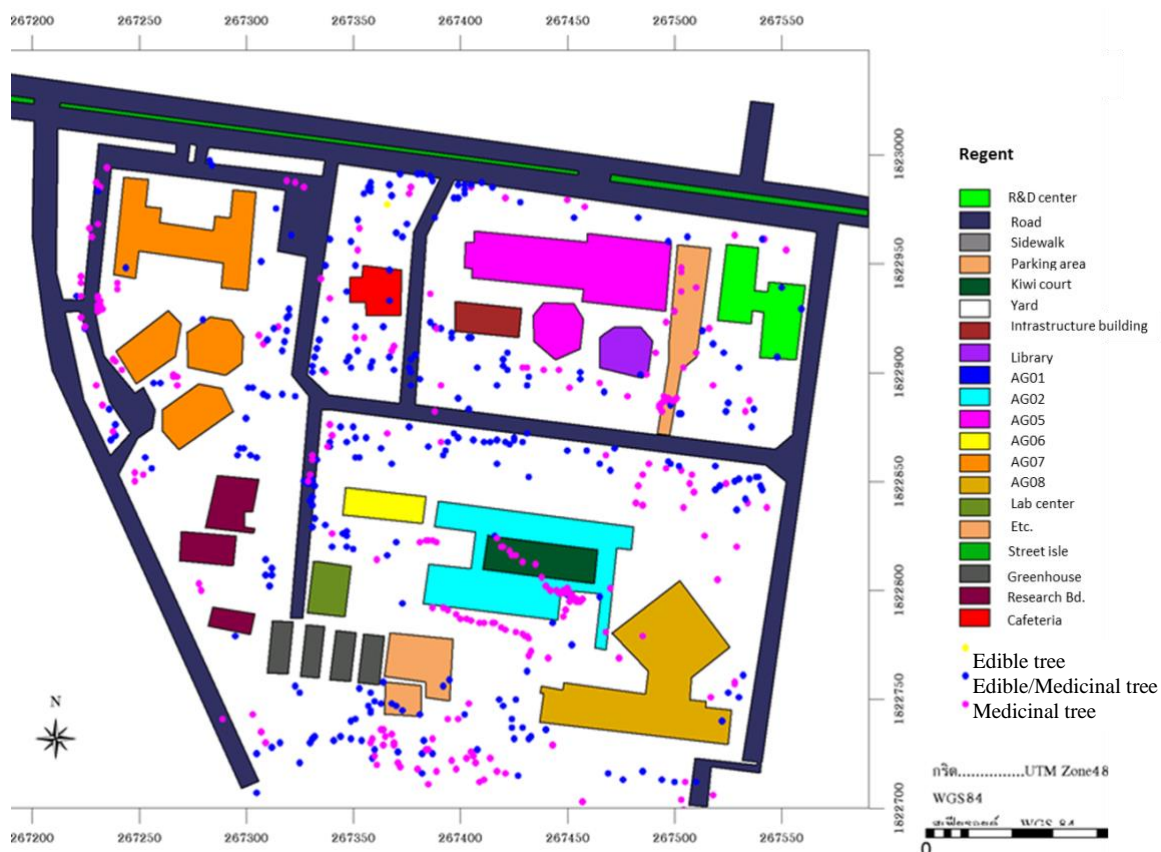 267200 267250 267300 267350 267400 267450 267500 267550
1823000
1822950
1822900
1822850
1822800
1822750
1822700
Regent
R&D center
Road
Sidewalk
Parking area
Kiwi court
Yard
Intrastructure building
Library
AG01
AG02
AG05
AG06
AG07
AG08
Lab center
Etc.
Street isle
Greenhouse
Research Bd.
Cafeteria
Edible tree
Edible/Medicinal tree
Medicinal tree
N
กริด..............UTM Zone48
WGS84
WGS 84
0
267200 267250 267300 267350 267400 267450 267500 267550